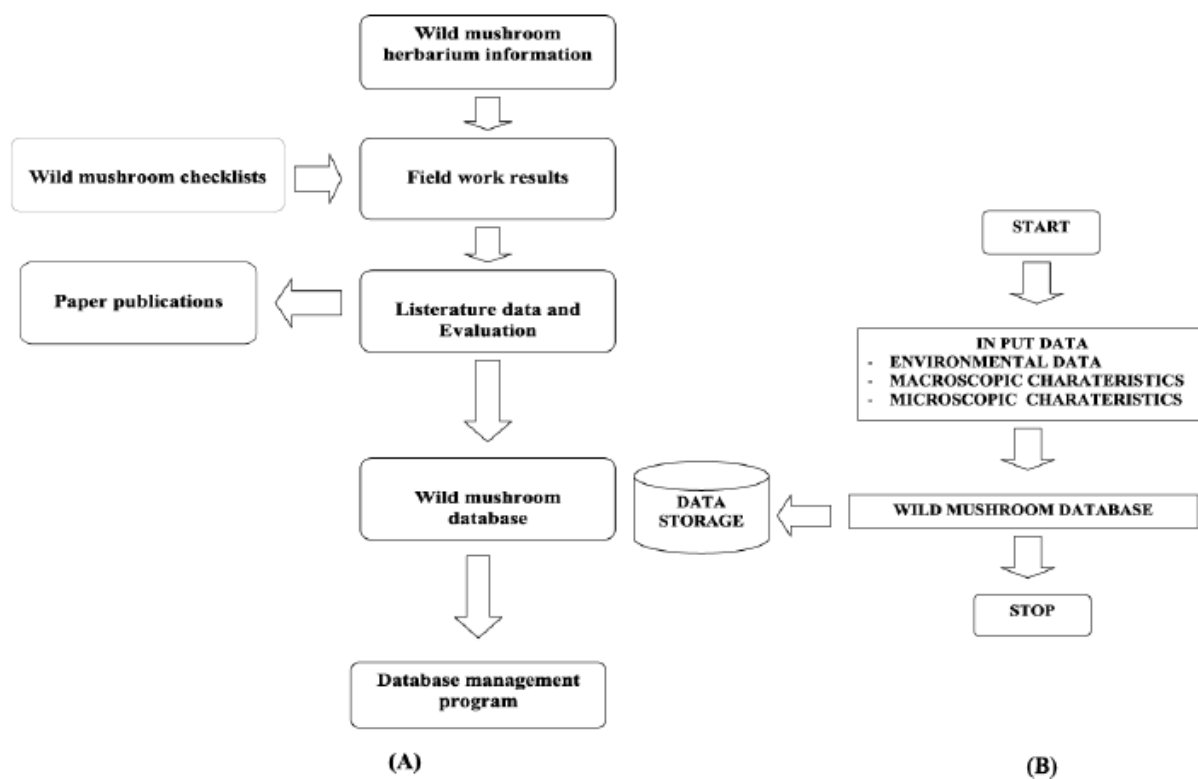 Wild mushroom
herbarium information
Wild mushroom checklists
Field work results
Paper publications
Listerature data and
Evaluation
Wild mushroom
database
Database management
program
(A)
START
IN PUT DATA
- ENVIRONMENTAL DATA
- MACROSCOPIC CHARATERISTICS
- MICROSCOPIC CHARATERISTICS
DATA
STORAGE
WILD MUSHROOM DATABASE
STOP
(B)